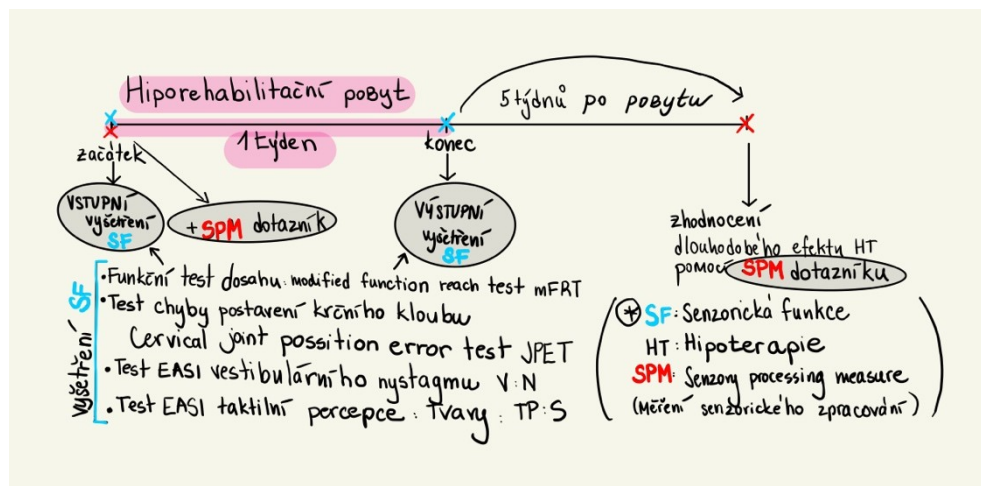 Hiporehabilitační pobyt
5 týdnů po pobytu
1 týden
začátek
konec
VSTUPNÍ
vyšetření
SF
+ SPM dotazník
VÝSTUPNÍ
vyšetření
SF
zhodnocení
dlouhodobého efektu HT
pomocí SPM dotazníku
vyšetření SF
• Funkční test dosahu: modified function reach test mFRT
• Test chyby postavení krčního kloubu
Cervical joint possition error test JPET
• Test EASI vestibulárního nystagmu V:N
• Test EASI taktilní percepce: Tvary: TP:S
* SF: Senzorická funkce
HT: Hipoterapie
SPM: Senzory processing measure
(Měření senzorického zpracování)